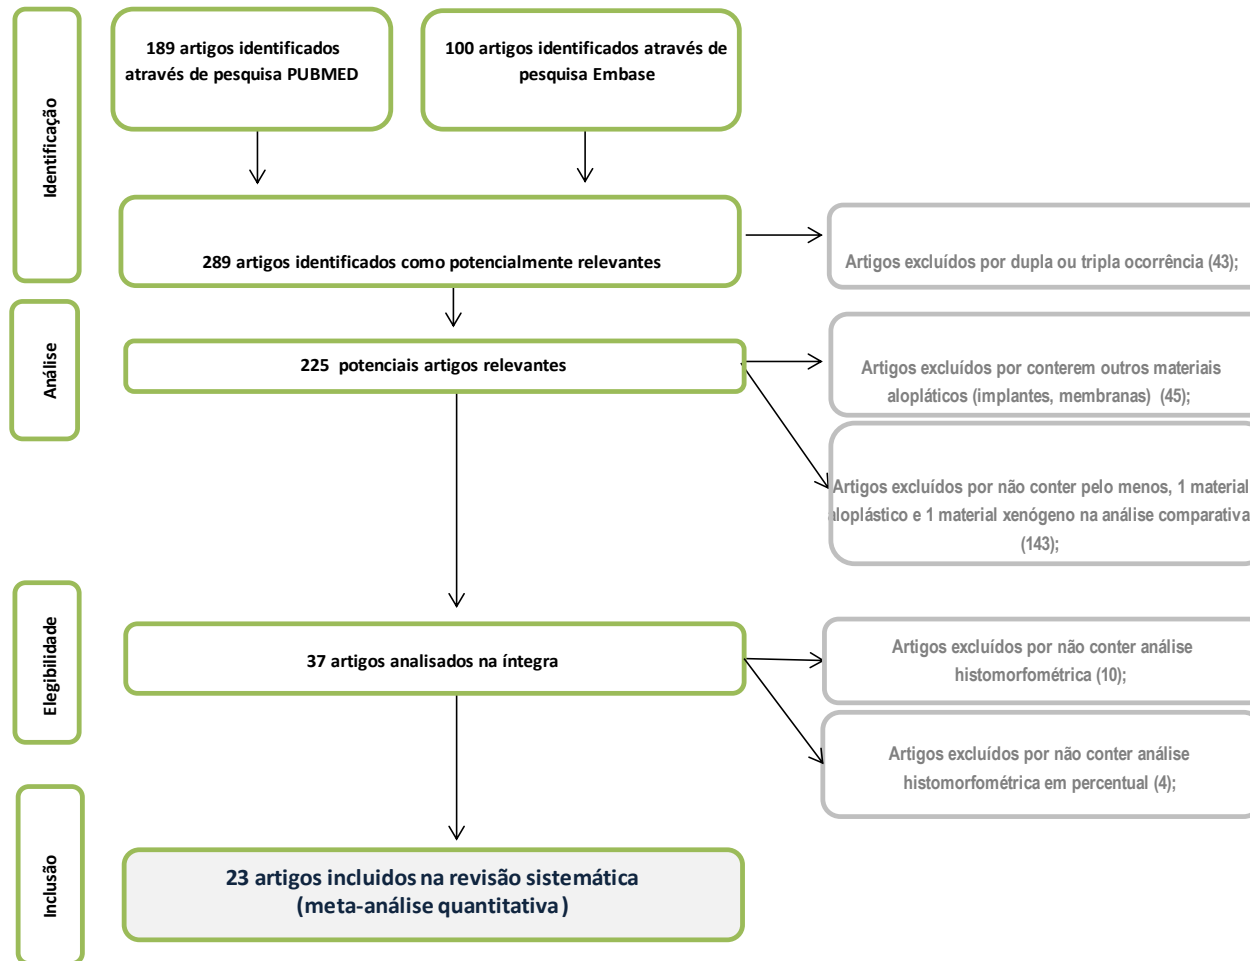 Identificação
189 artigos identificados
através de pesquisa PUBMED
100 artigos identificados através de
pesquisa Embase
289 artigos identificados como potencialmente relevantes
Artigos excluídos por dupla ou tripla ocorrência (43);
Análise
225 potenciais artigos relevantes
Artigos excluídos por conterem outros materiais
alopláticos (implantes, membranas) (45);
Artigos excluídos por não conter pelo menos, 1 material
aloplástico e 1 material xenógeno na análise comparativa
(143);
Elegibilidade
37 artigos analisados na íntegra
Artigos excluídos por não conter análise
histomorfométrica (10);
Artigos excluídos por não conter análise
histomorfométrica em percentual (4);
Inclusão
23 artigos incluidos na revisão sistemática
(meta-análise quantitativa )